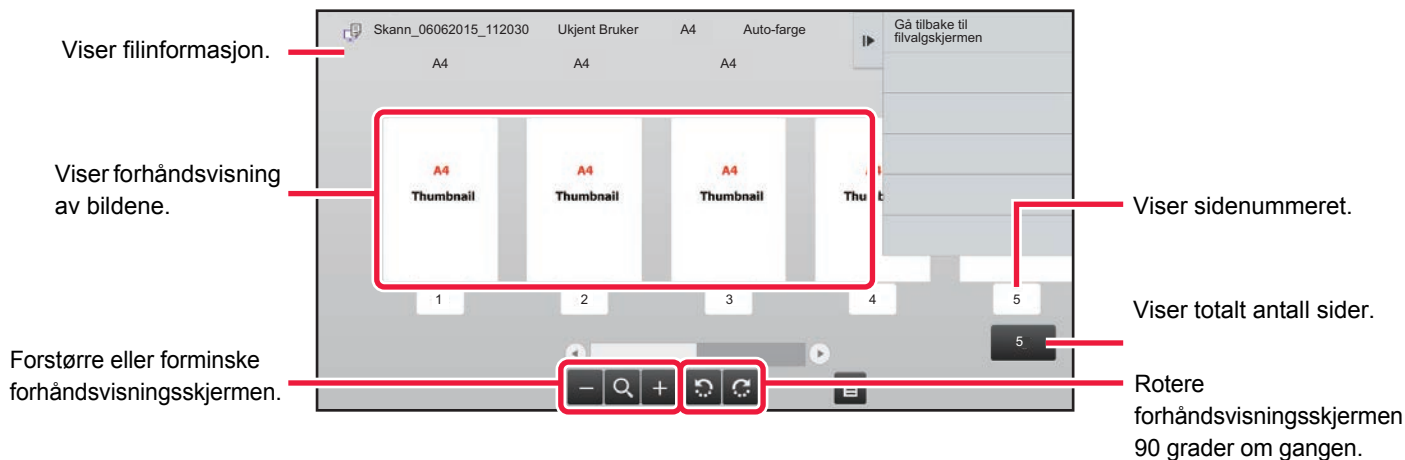 Viser filinformasjon.
Skann_06062015_112030 Ukjent Bruker A4 Auto-farge
Gå tilbake til
filvalgskjermen
A4 A4 A4
Viser forhåndsvisning
av bildene.
A4 A4 A4
Thumbnail Thumbnail Thumbnail
1 2 3 4 5
Viser sidenummeret.
Viser totalt antall sider.
5
Forstørre eller forminske
forhåndsvisningsskjermen.
Rotere
forhåndsvisningsskjermen
90 grader om gangen.